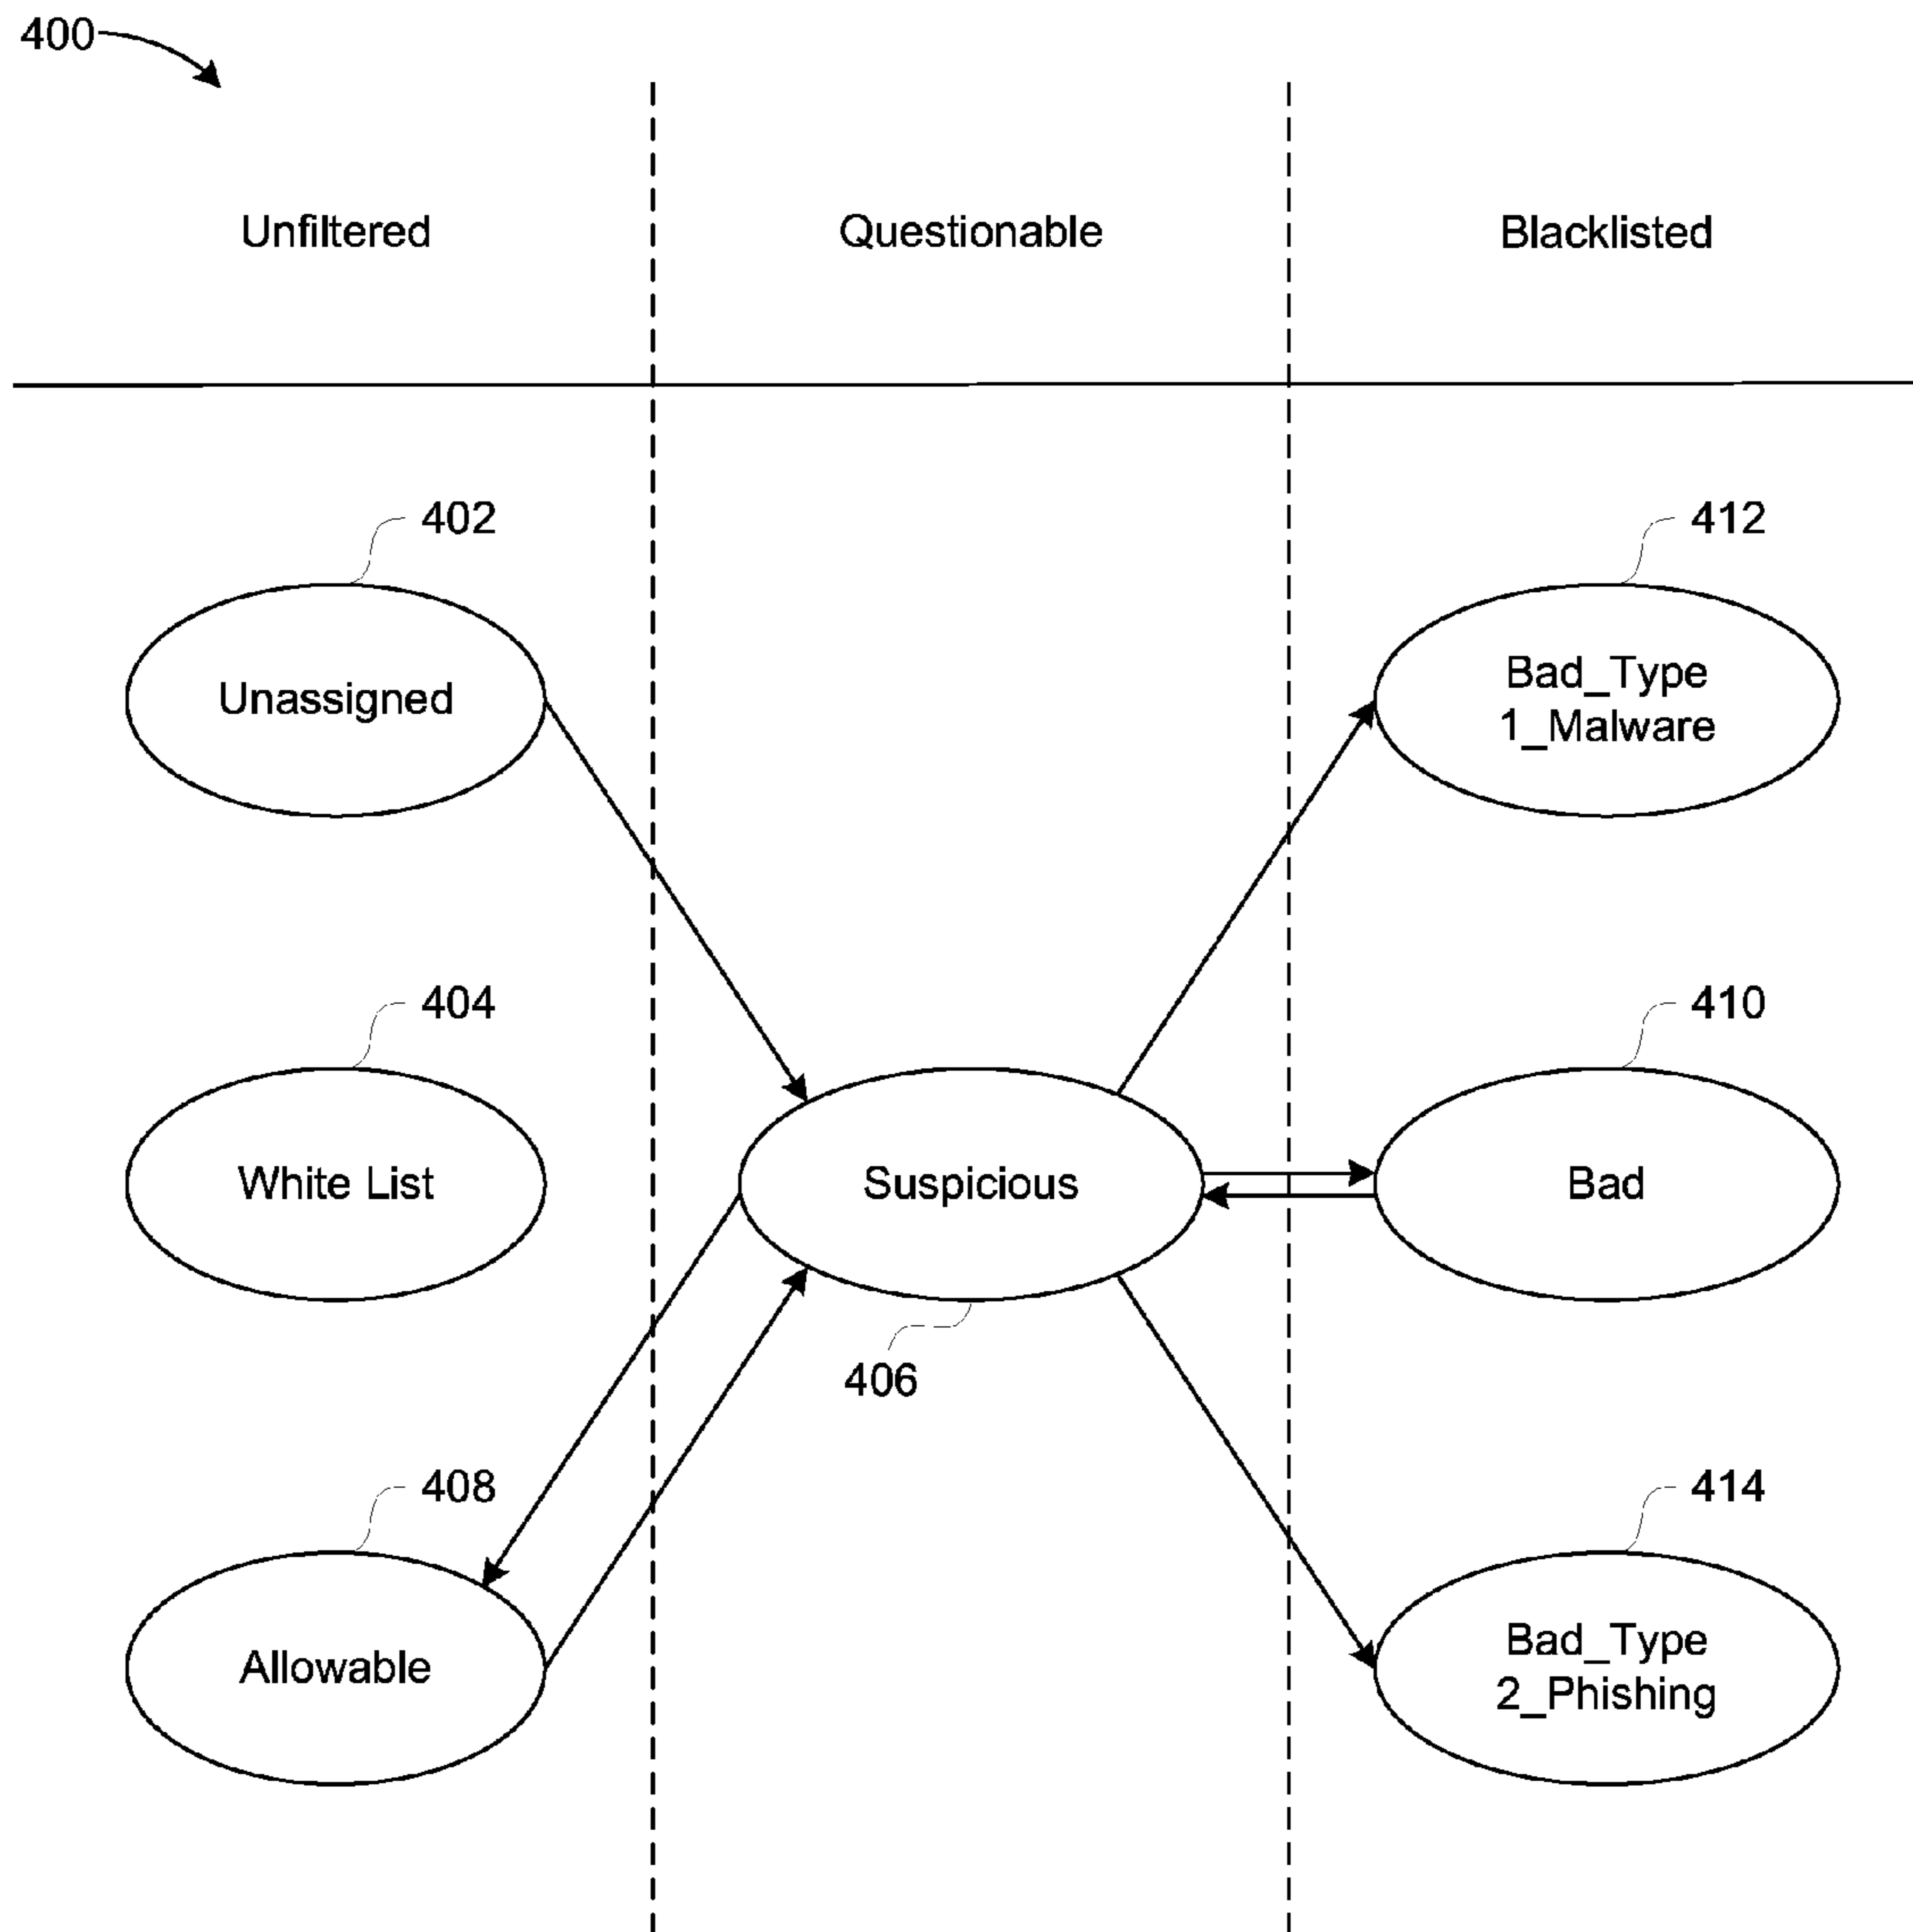 400
Unfiltered
Questionable
Blacklisted
402
412
Unassigned
Bad_Type
1_Malware
404
410
White List
Suspicious
Bad
406
408
414
Allowable
Bad_Type
2_Phishing